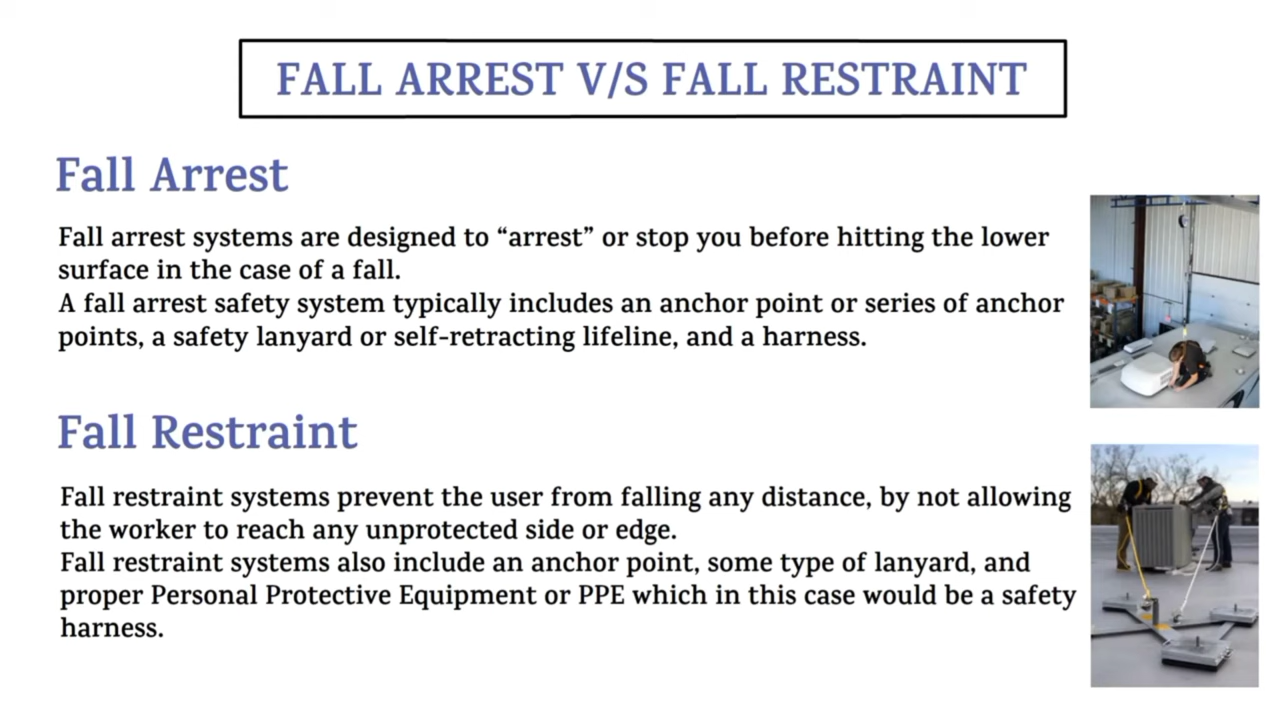 FALL ARREST V/S FALL RESTRAINT
Fall Arrest
Fall arrest systems are designed to “arrest” or stop you before hitting the lower
surface in the case of a fall.
A fall arrest safety system typically includes an anchor point or series of anchor
points, a safety lanyard or self-retracting lifeline, and a harness.
Fall Restraint
Fall restraint systems prevent the user from falling any distance, by not allowing
the worker to reach any unprotected side or edge.
Fall restraint systems also include an anchor point, some type of lanyard, and
proper Personal Protective Equipment or PPE which in this case would be a safety
harness.